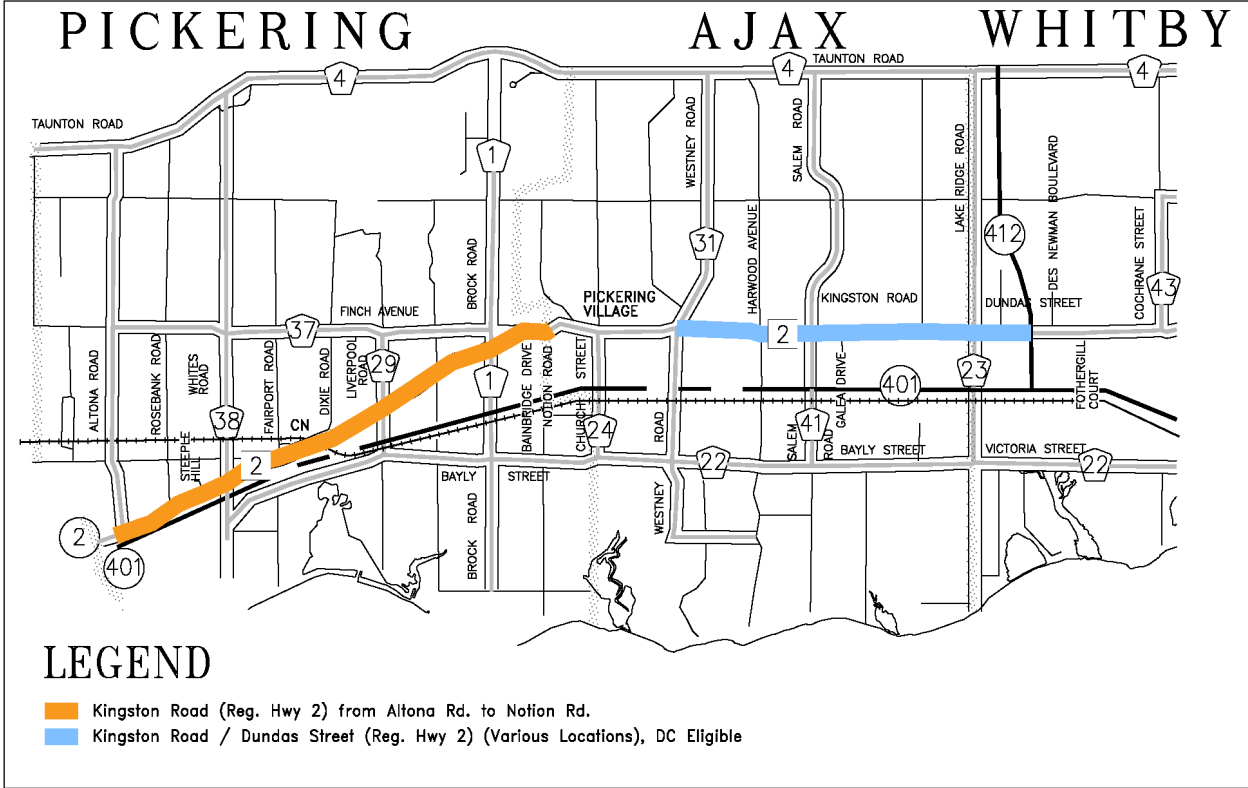 PICKERING
AJAX
WHITBY
TAUNTON ROAD
4
4
4
TAUNTON ROAD
1
WESTNEY ROAD
SALEM ROAD
LAKE RIDGE ROAD
DES NEWMAN BOULEVARD
412
31
BROCK ROAD
HARWOOD AVENUE
COCHRANE STREET
43
PICKERING
VILLAGE
KINGSTON ROAD
DUNDAS STREET
FINCH AVENUE
37
2
ALTONA ROAD
ROSEBANK ROAD
WHITES
ROAD
FAIRPORT ROAD
DIXIE ROAD
LIVERPOOL
ROAD
29
1
BAINBRIDGE DRIVE
NOTION ROAD
CHURCH STREET
24
23
401
GALEA DRIVE
FOTHERGILL
COURT
38
CN
STEEPLE
HILL
2
41
SALEM
ROAD
WESTNEY
ROAD
22
BAYLY STREET
VICTORIA STREET
22
BAYLY STREET
BROCK ROAD
2
401
LEGEND
Kingston Road (Reg. Hwy 2) from Altona Rd. to Notion Rd.
Kingston Road / Dundas Street (Reg. Hwy 2) (Various Locations), DC Eligible